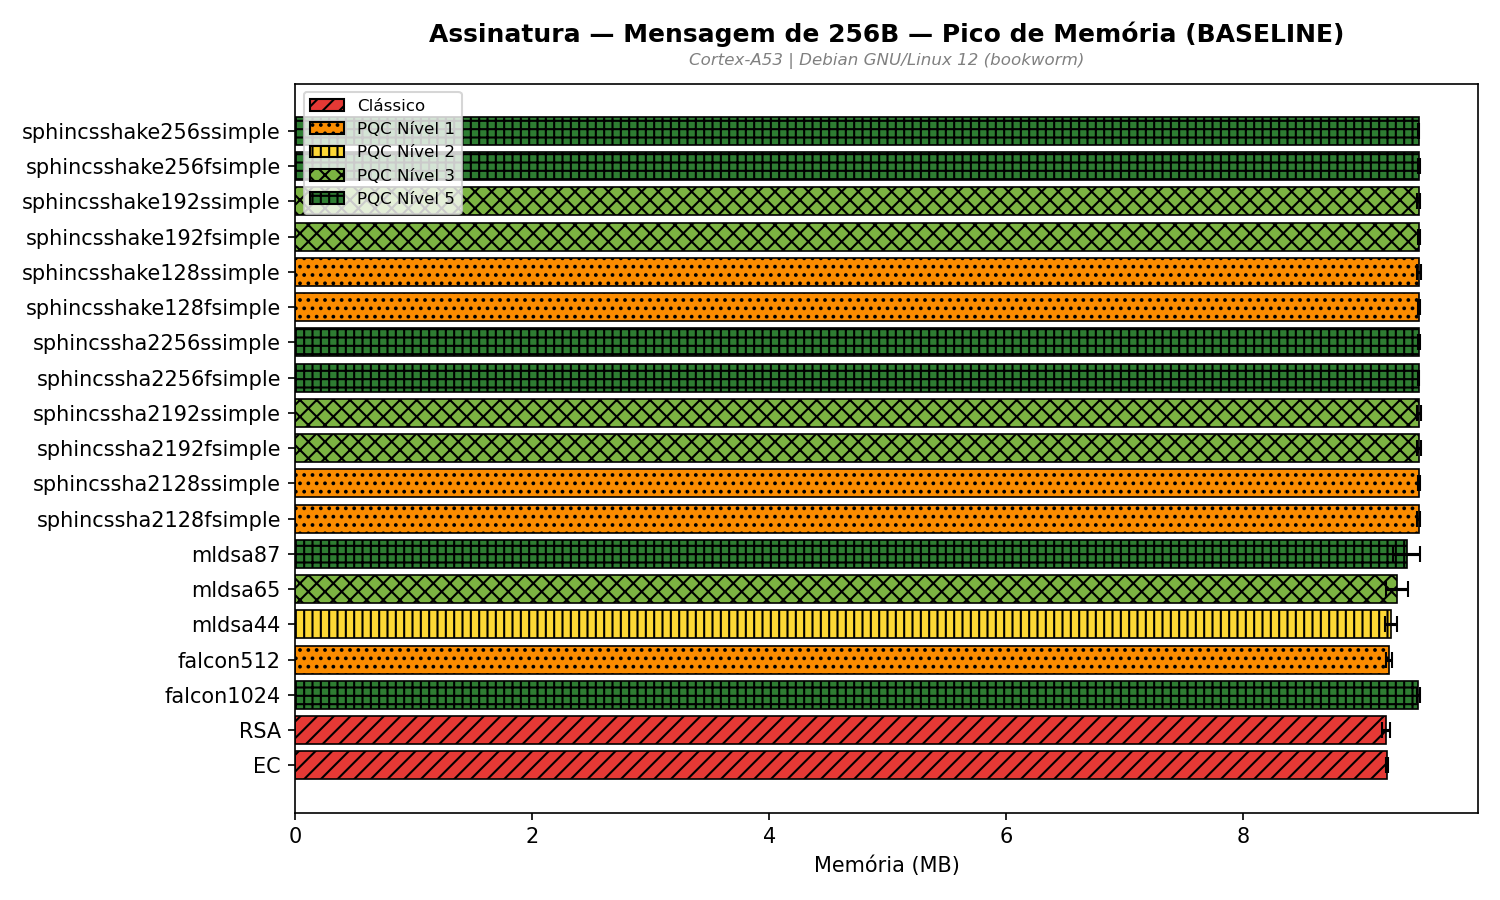 Assinatura — Mensagem de 256B — Pico de Memória (BASELINE)
Cortex-A53 | Debian GNU/Linux 12 (bookworm)
Clássico
PQC Nível 1
PQC Nível 2
PQC Nível 3
PQC Nível 5
sphincsshake256ssimple
sphincsshake256fsimple
sphincsshake192ssimple
sphincsshake192fsimple
sphincsshake128ssimple
sphincsshake128fsimple
sphincssha2256ssimple
sphincssha2256fsimple
sphincssha2192ssimple
sphincssha2192fsimple
sphincssha2128ssimple
sphincssha2128fsimple
mldsa87
mldsa65
mldsa44
falcon512
falcon1024
RSA
EC
0 2 4 6 8
Memória (MB)